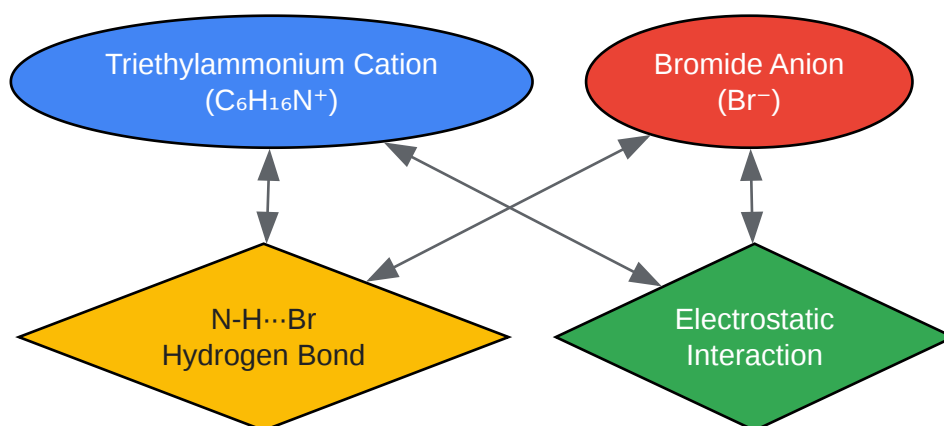 Triethylammonium Cation
(C₆H₁₆N⁺)
Bromide Anion
(Br⁻)
N-H···Br
Hydrogen Bond
Electrostatic
Interaction